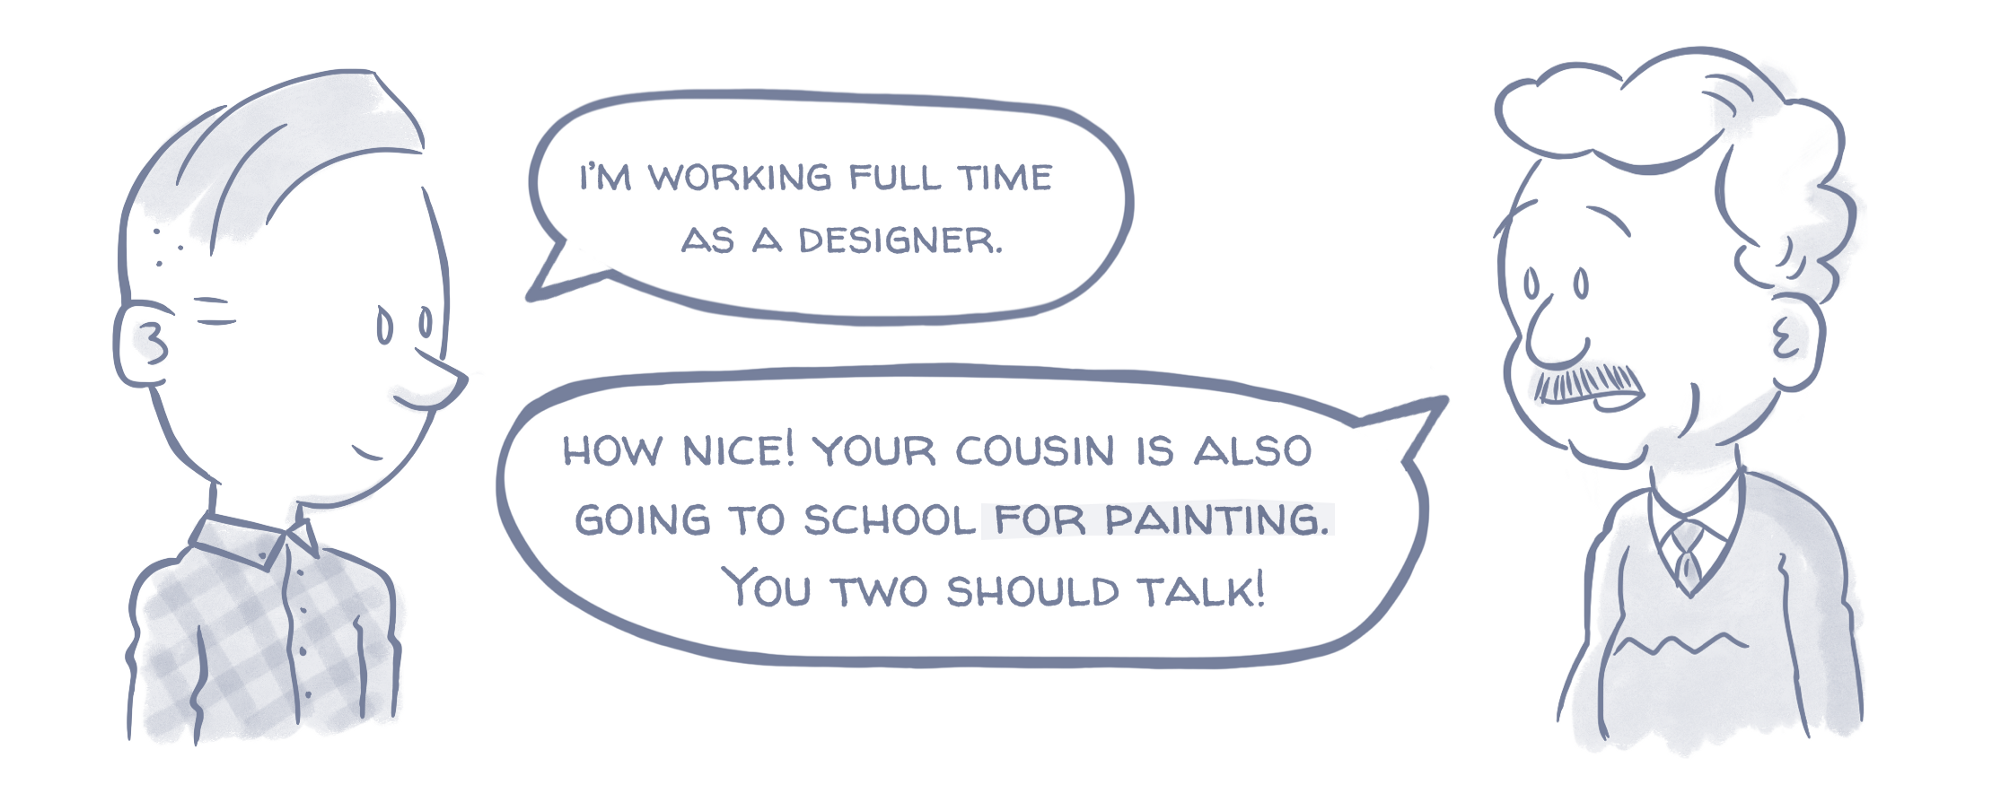 I'M WORKING FULL TIME
AS A DESIGNER.
HOW NICE! YOUR COUSIN IS ALSO
GOING TO SCHOOL FOR PAINTING.
YOU TWO SHOULD TALK!